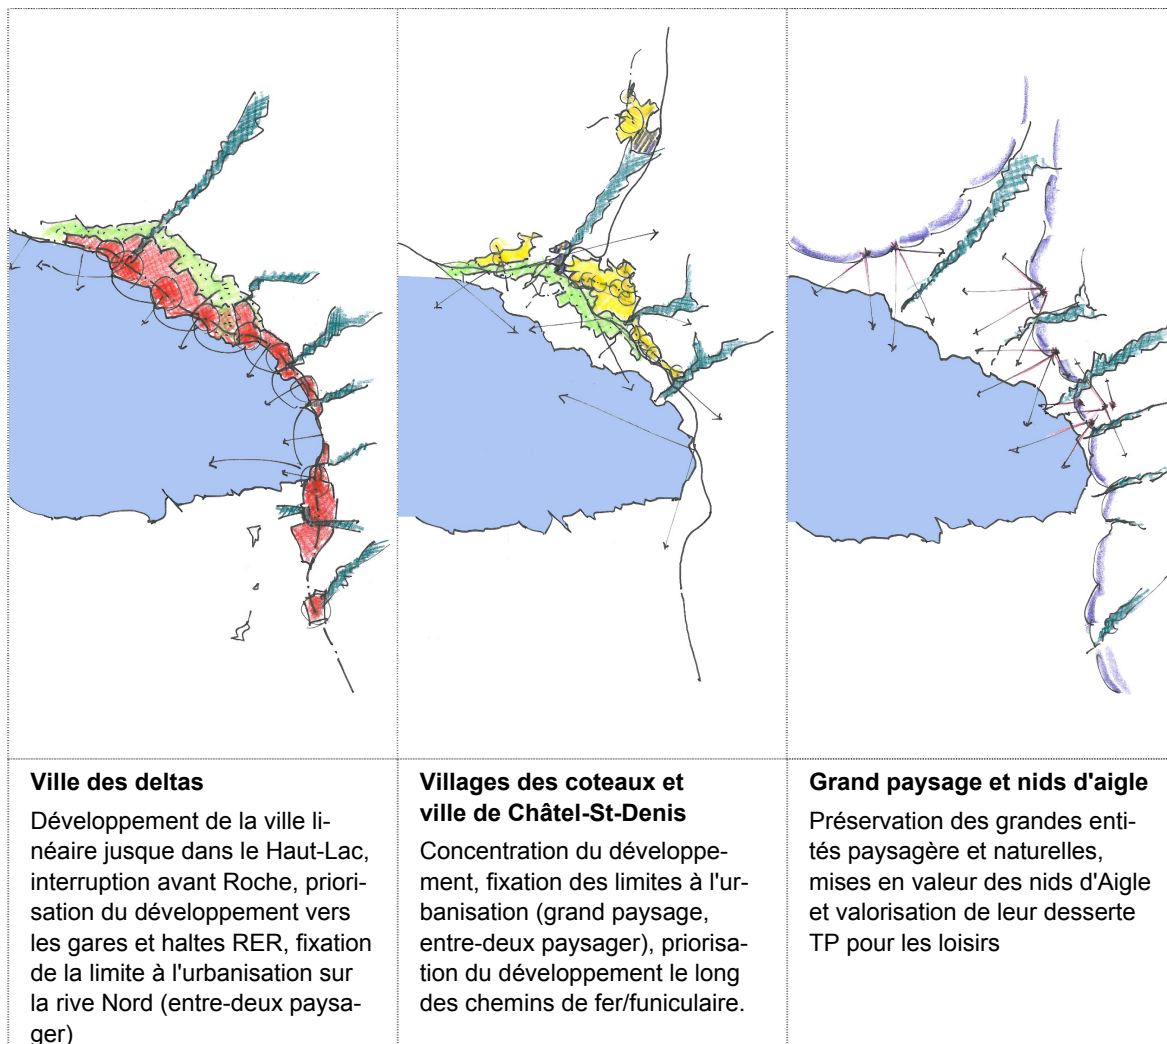 Ville des deltas
Développement de la ville li-
néaire jusque dans le Haut-Lac,
interruption avant Roche, priori-
sation du développement vers
les gares et haltes RER, fixation
de la limite à l'urbanisation sur
la rive Nord (entre-deux paysa-
ger)
Villages des coteaux et
ville de Châtel-St-Denis
Concentration du développe-
ment, fixation des limites à l'ur-
banisation (grand paysage,
entre-deux paysager), priorisa-
tion du développement le long
des chemins de fer/funiculaire.
Grand paysage et nids d'aigle
Préservation des grandes enti-
tés paysagère et naturelles,
mises en valeur des nids d'Aigle
et valorisation de leur desserte
TP pour les loisirs